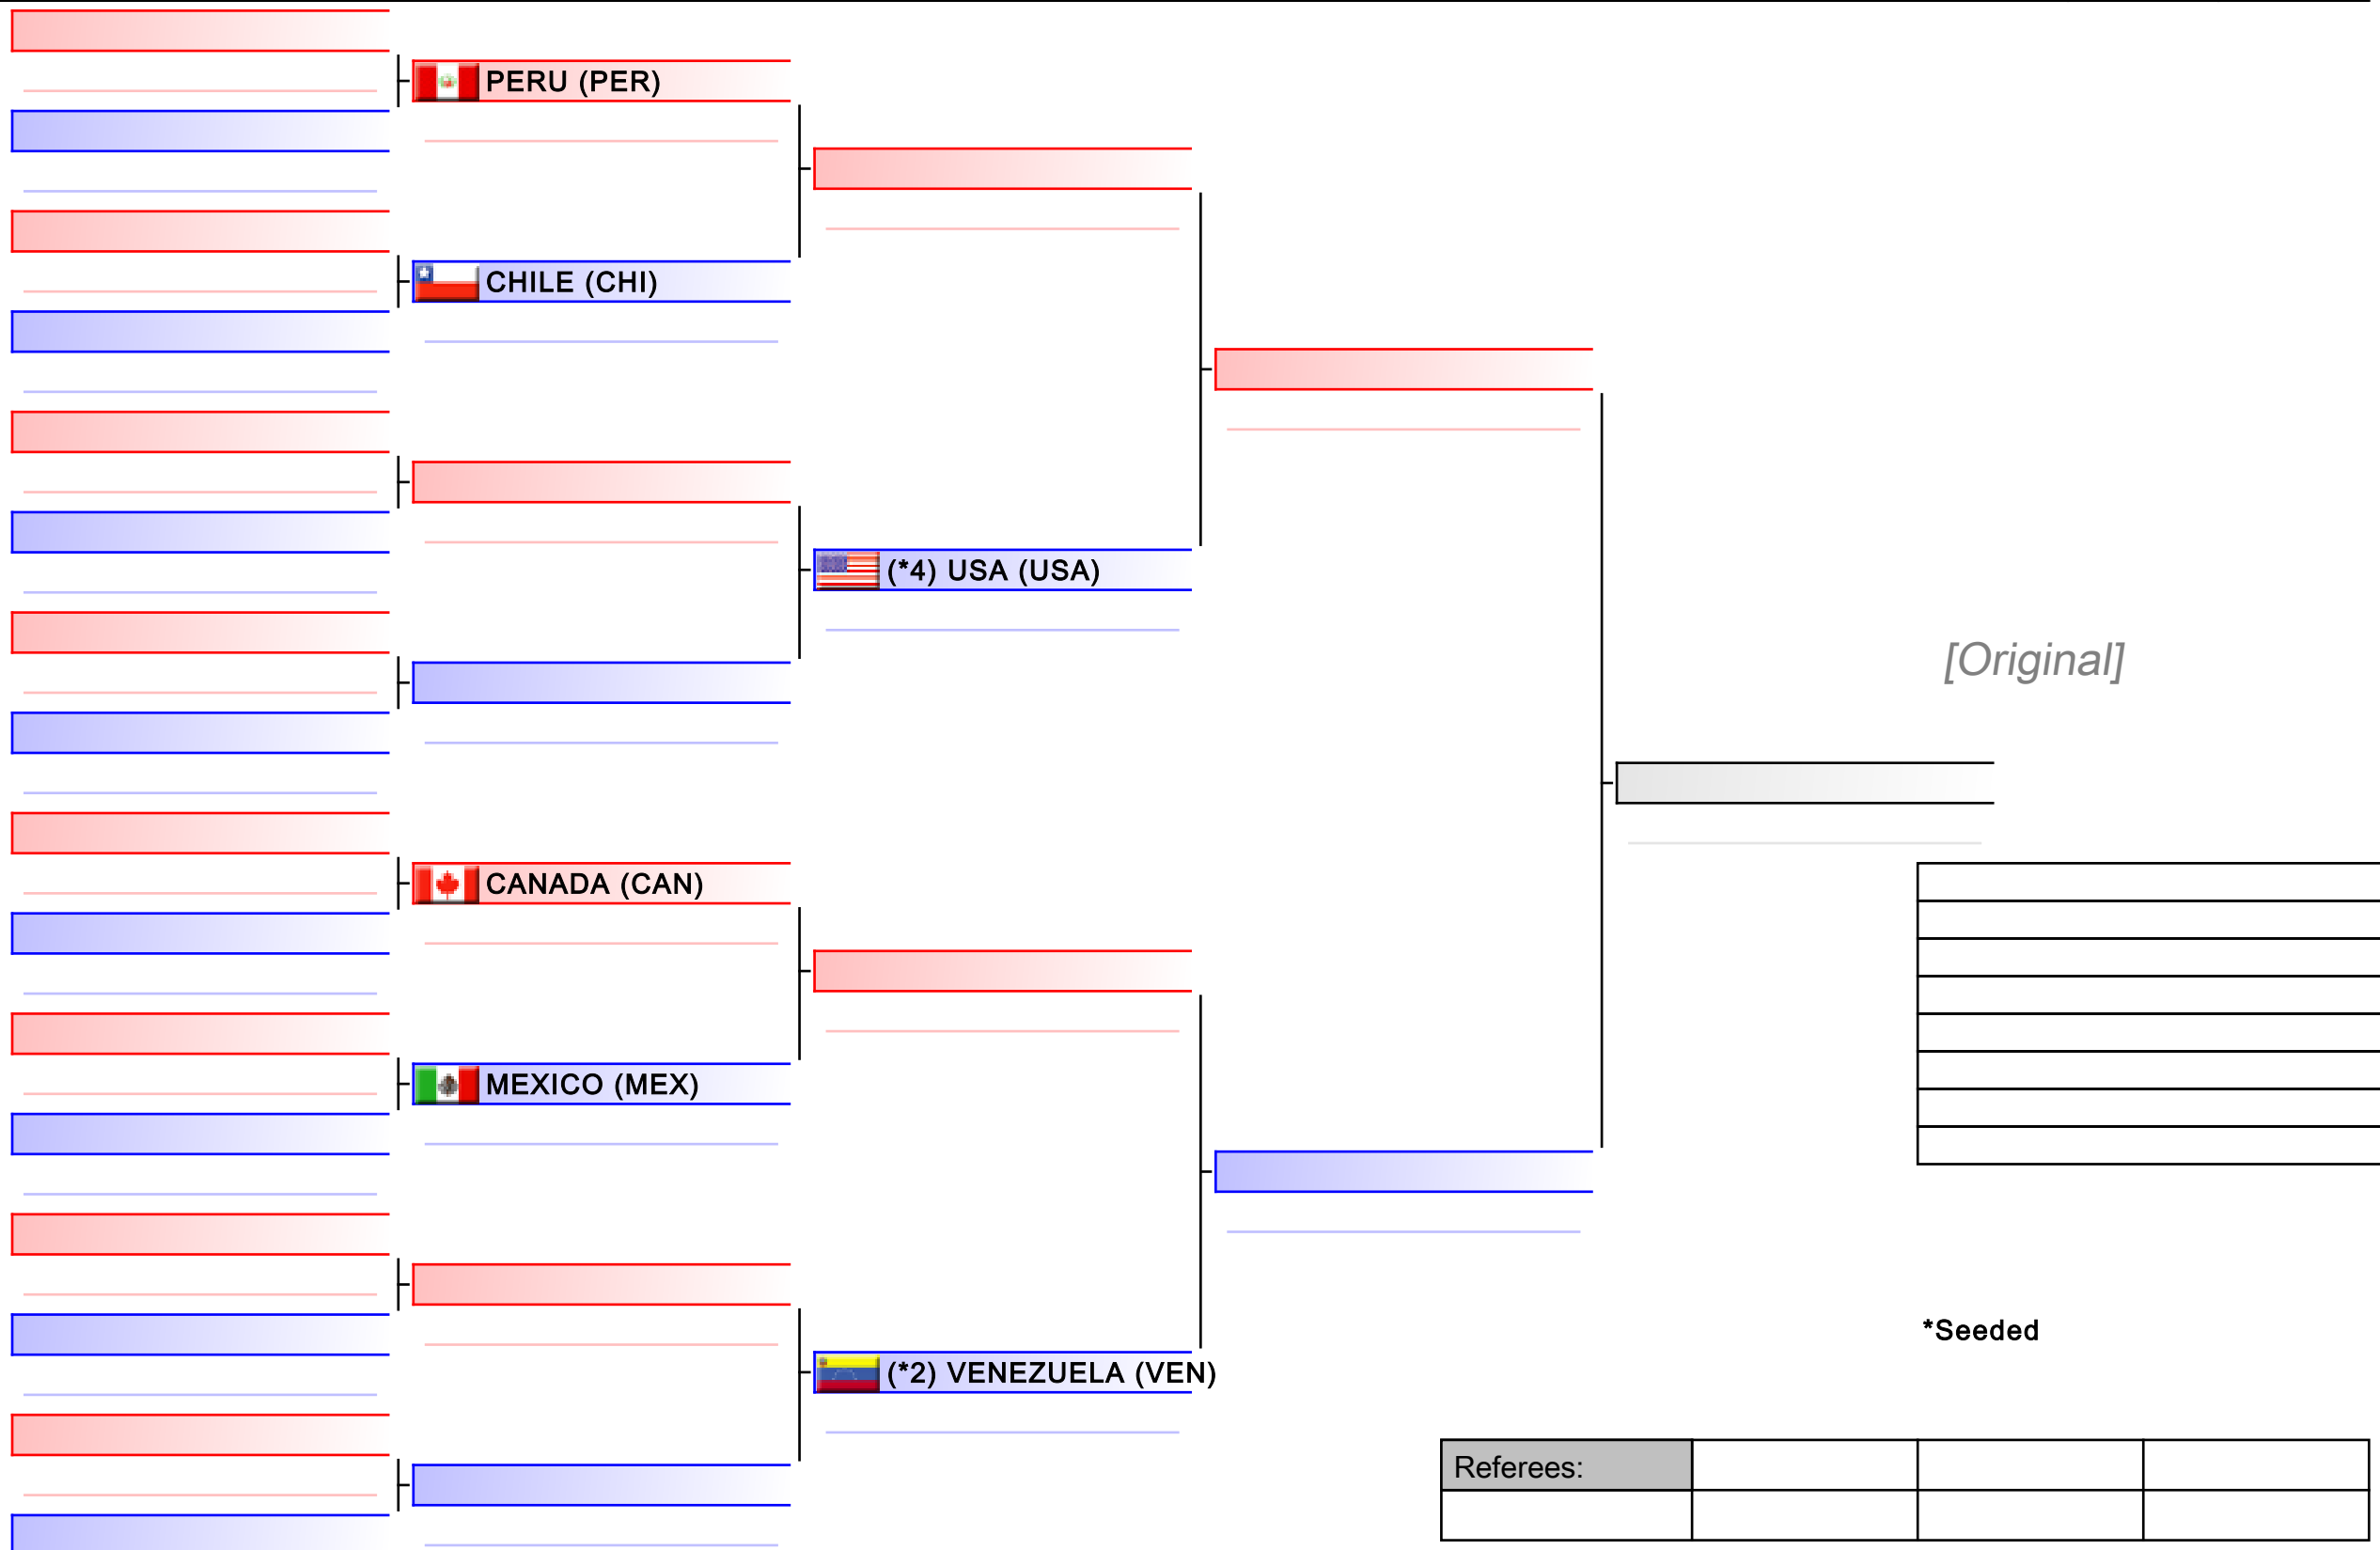 PERU (PER)
CHILE (CHI)
(*4) USA (USA)
[Original]
CANADA (CAN)
MEXICO (MEX)
*Seeded
(*2) VENEZUELA (VEN)
Referees: